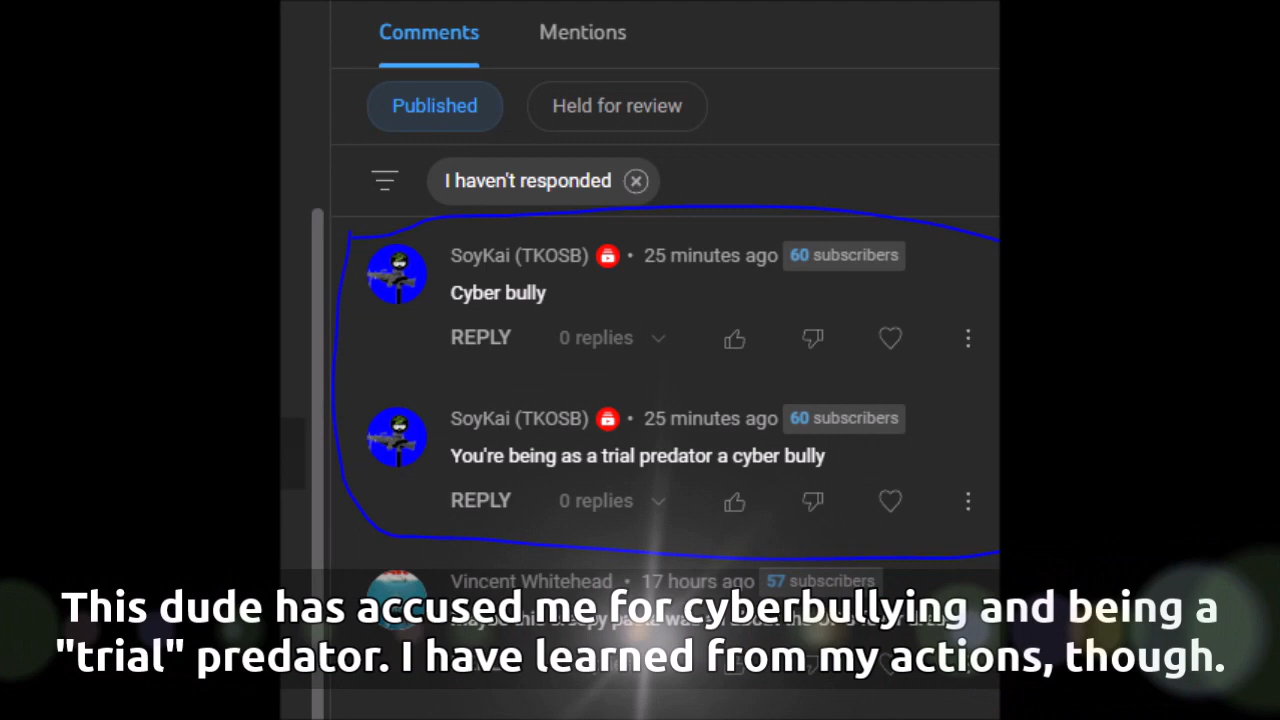 Comments Mentions
Published Held for review
I haven't responded
SoyKai (TKOSB) • 25 minutes ago 60 subscribers
Cyber bully
REPLY 0 replies
SoyKai (TKOSB) • 25 minutes ago 60 subscribers
You're being as a trial predator a cyber bully
REPLY 0 replies
Vincent Whitehead • 17 hours ago 57 subscribers
This dude has accused me for cyberbullying and being a
"trial" predator. I have learned from my actions, though.